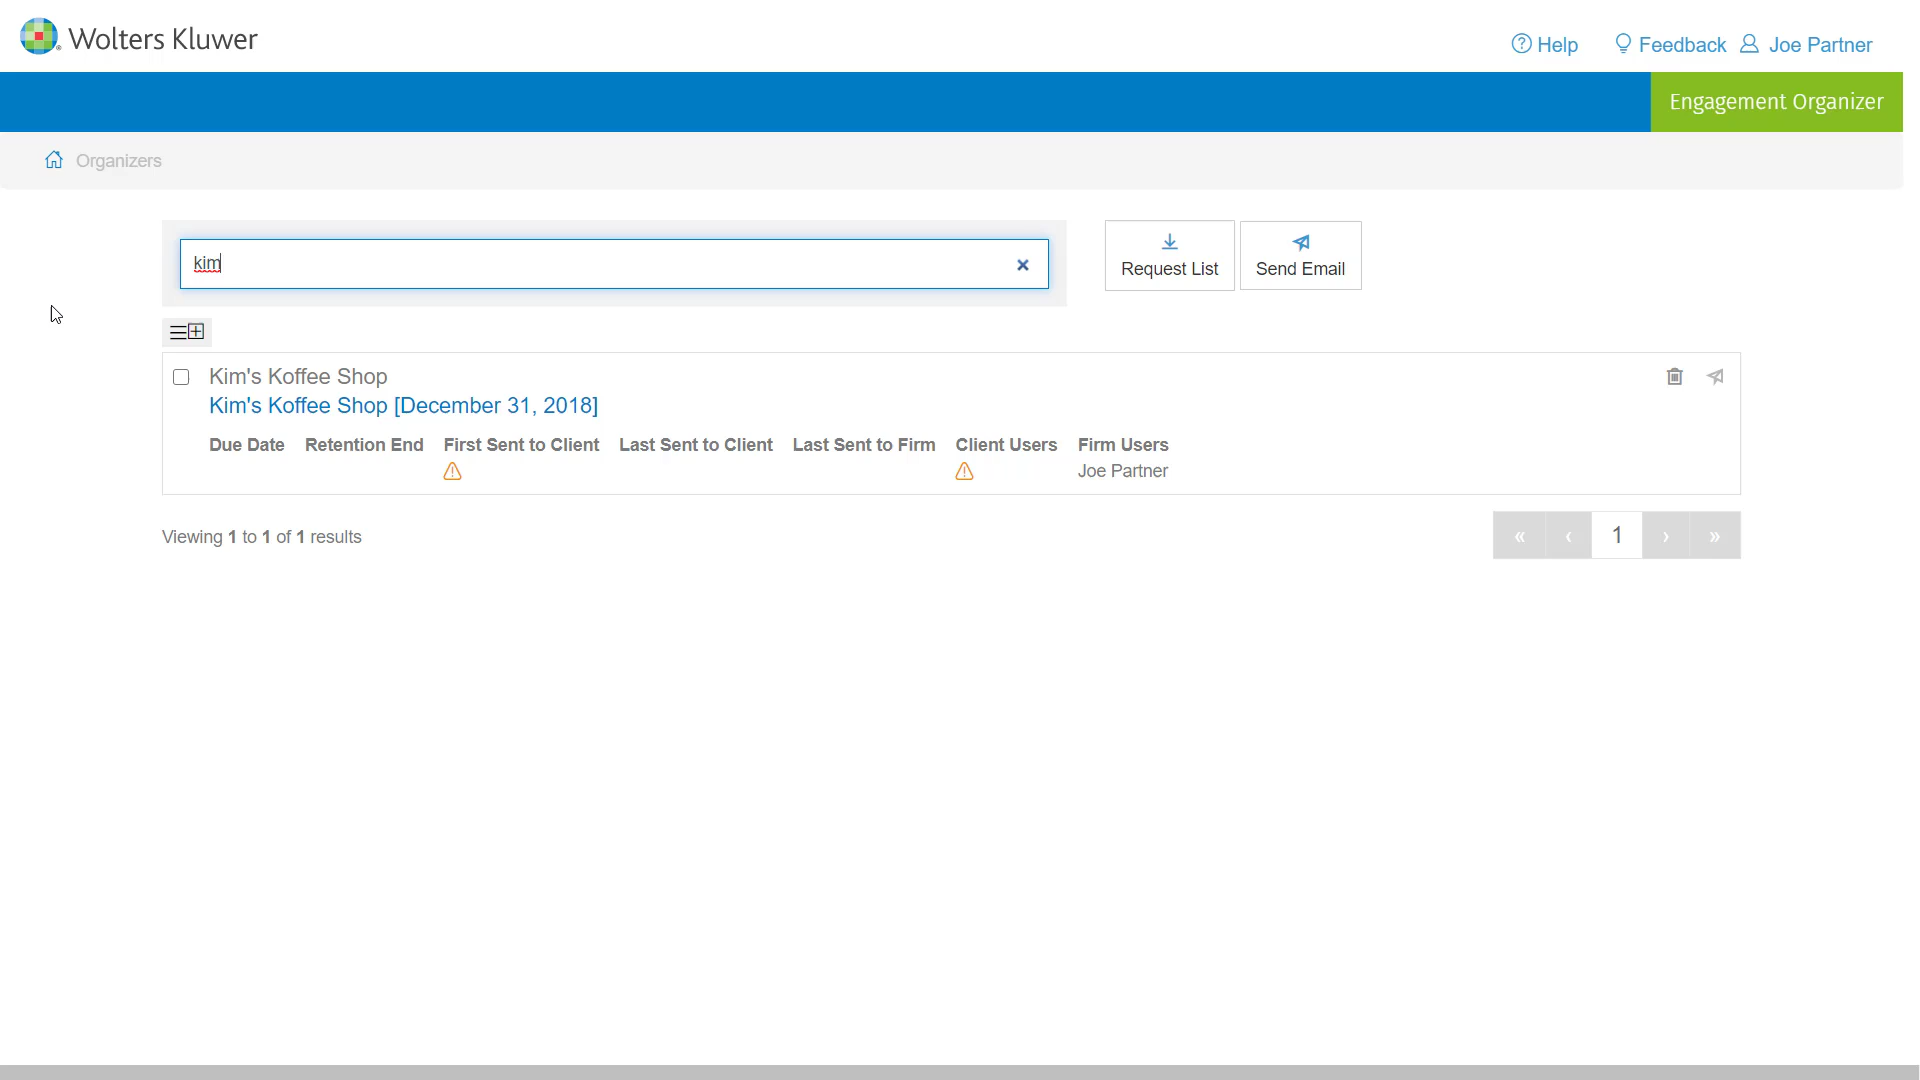 Wolters Kluwer
Help Feedback Joe Partner
Engagement Organizer
Organizers
kim
Request List
Send Email
Kim's Koffee Shop
Kim's Koffee Shop [December 31, 2018]
Due Date Retention End First Sent to Client Last Sent to Client Last Sent to Firm Client Users Firm Users
Joe Partner
Viewing 1 to 1 of 1 results
« ‹ 1 › »